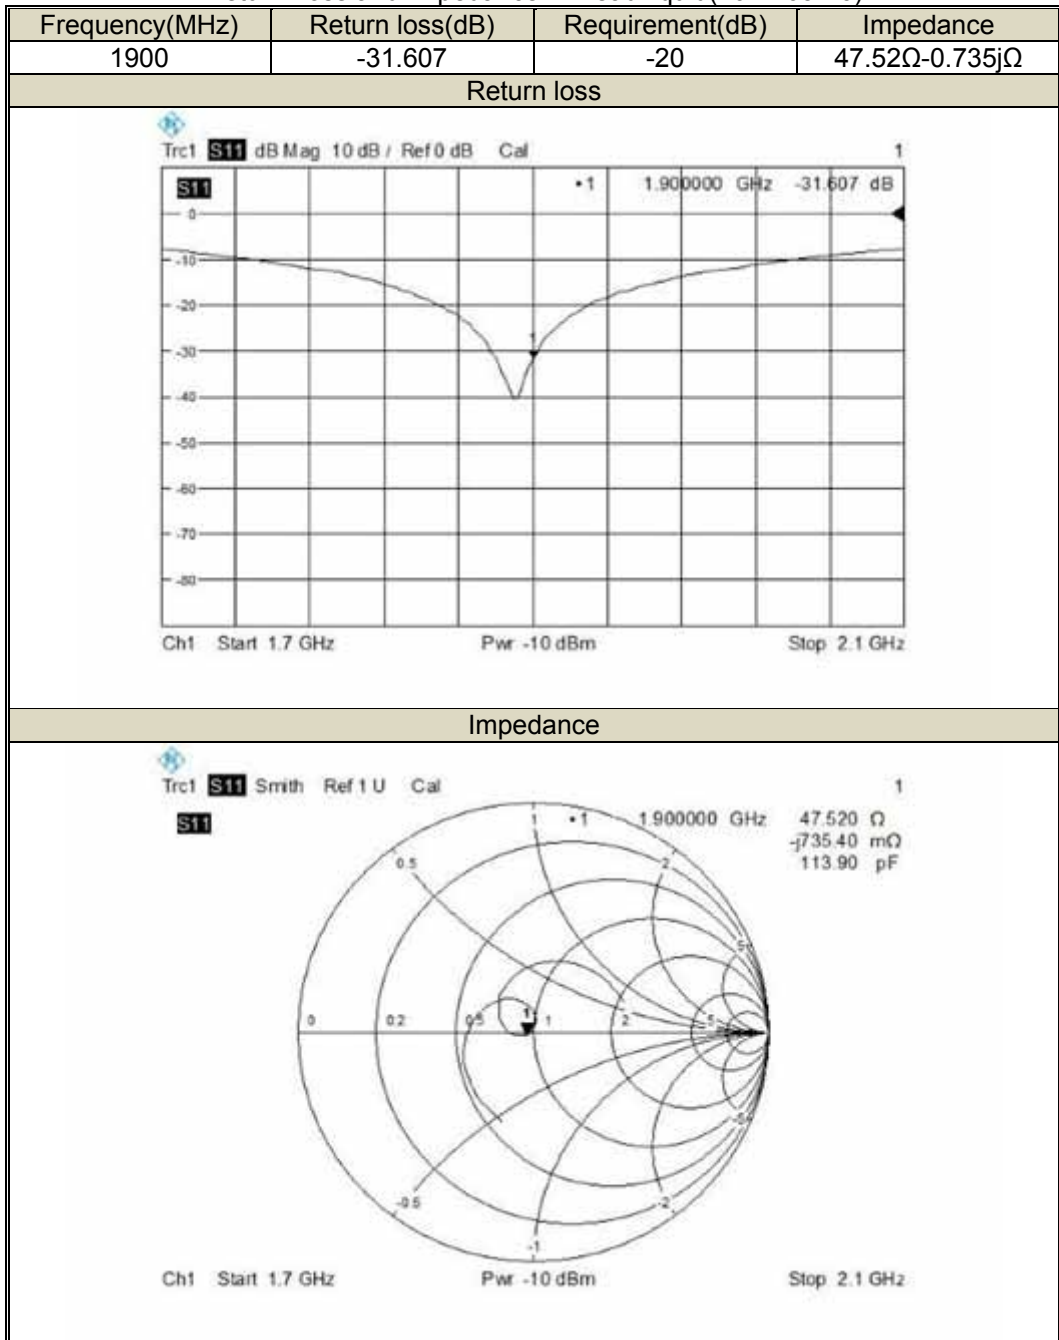 Frequency(MHz) Return loss(dB) Requirement(dB) Impedance
1900 -31.607 -20 47.52Ω-0.735jΩ
Return loss
Trc1 S11 dB Mag 10 dB / Ref 0 dB Cal 1
S11 •1 1.900000 GHz -31.607 dB
0
-10
-20
-30
1
-40
-50
-60
-70
-80
Ch1 Start 1.7 GHz Pwr -10 dBm Stop 2.1 GHz
Impedance
Trc1 S11 Smith Ref 1 U Cal 1
S11 •1 1.900000 GHz 47.520 Ω
-j735.40 mΩ
113.90 pF
1
0.5 2
5
0 0.2 0.5 1 1 2 5
-5
-0.5 -2
-1
Ch1 Start 1.7 GHz Pwr -10 dBm Stop 2.1 GHz